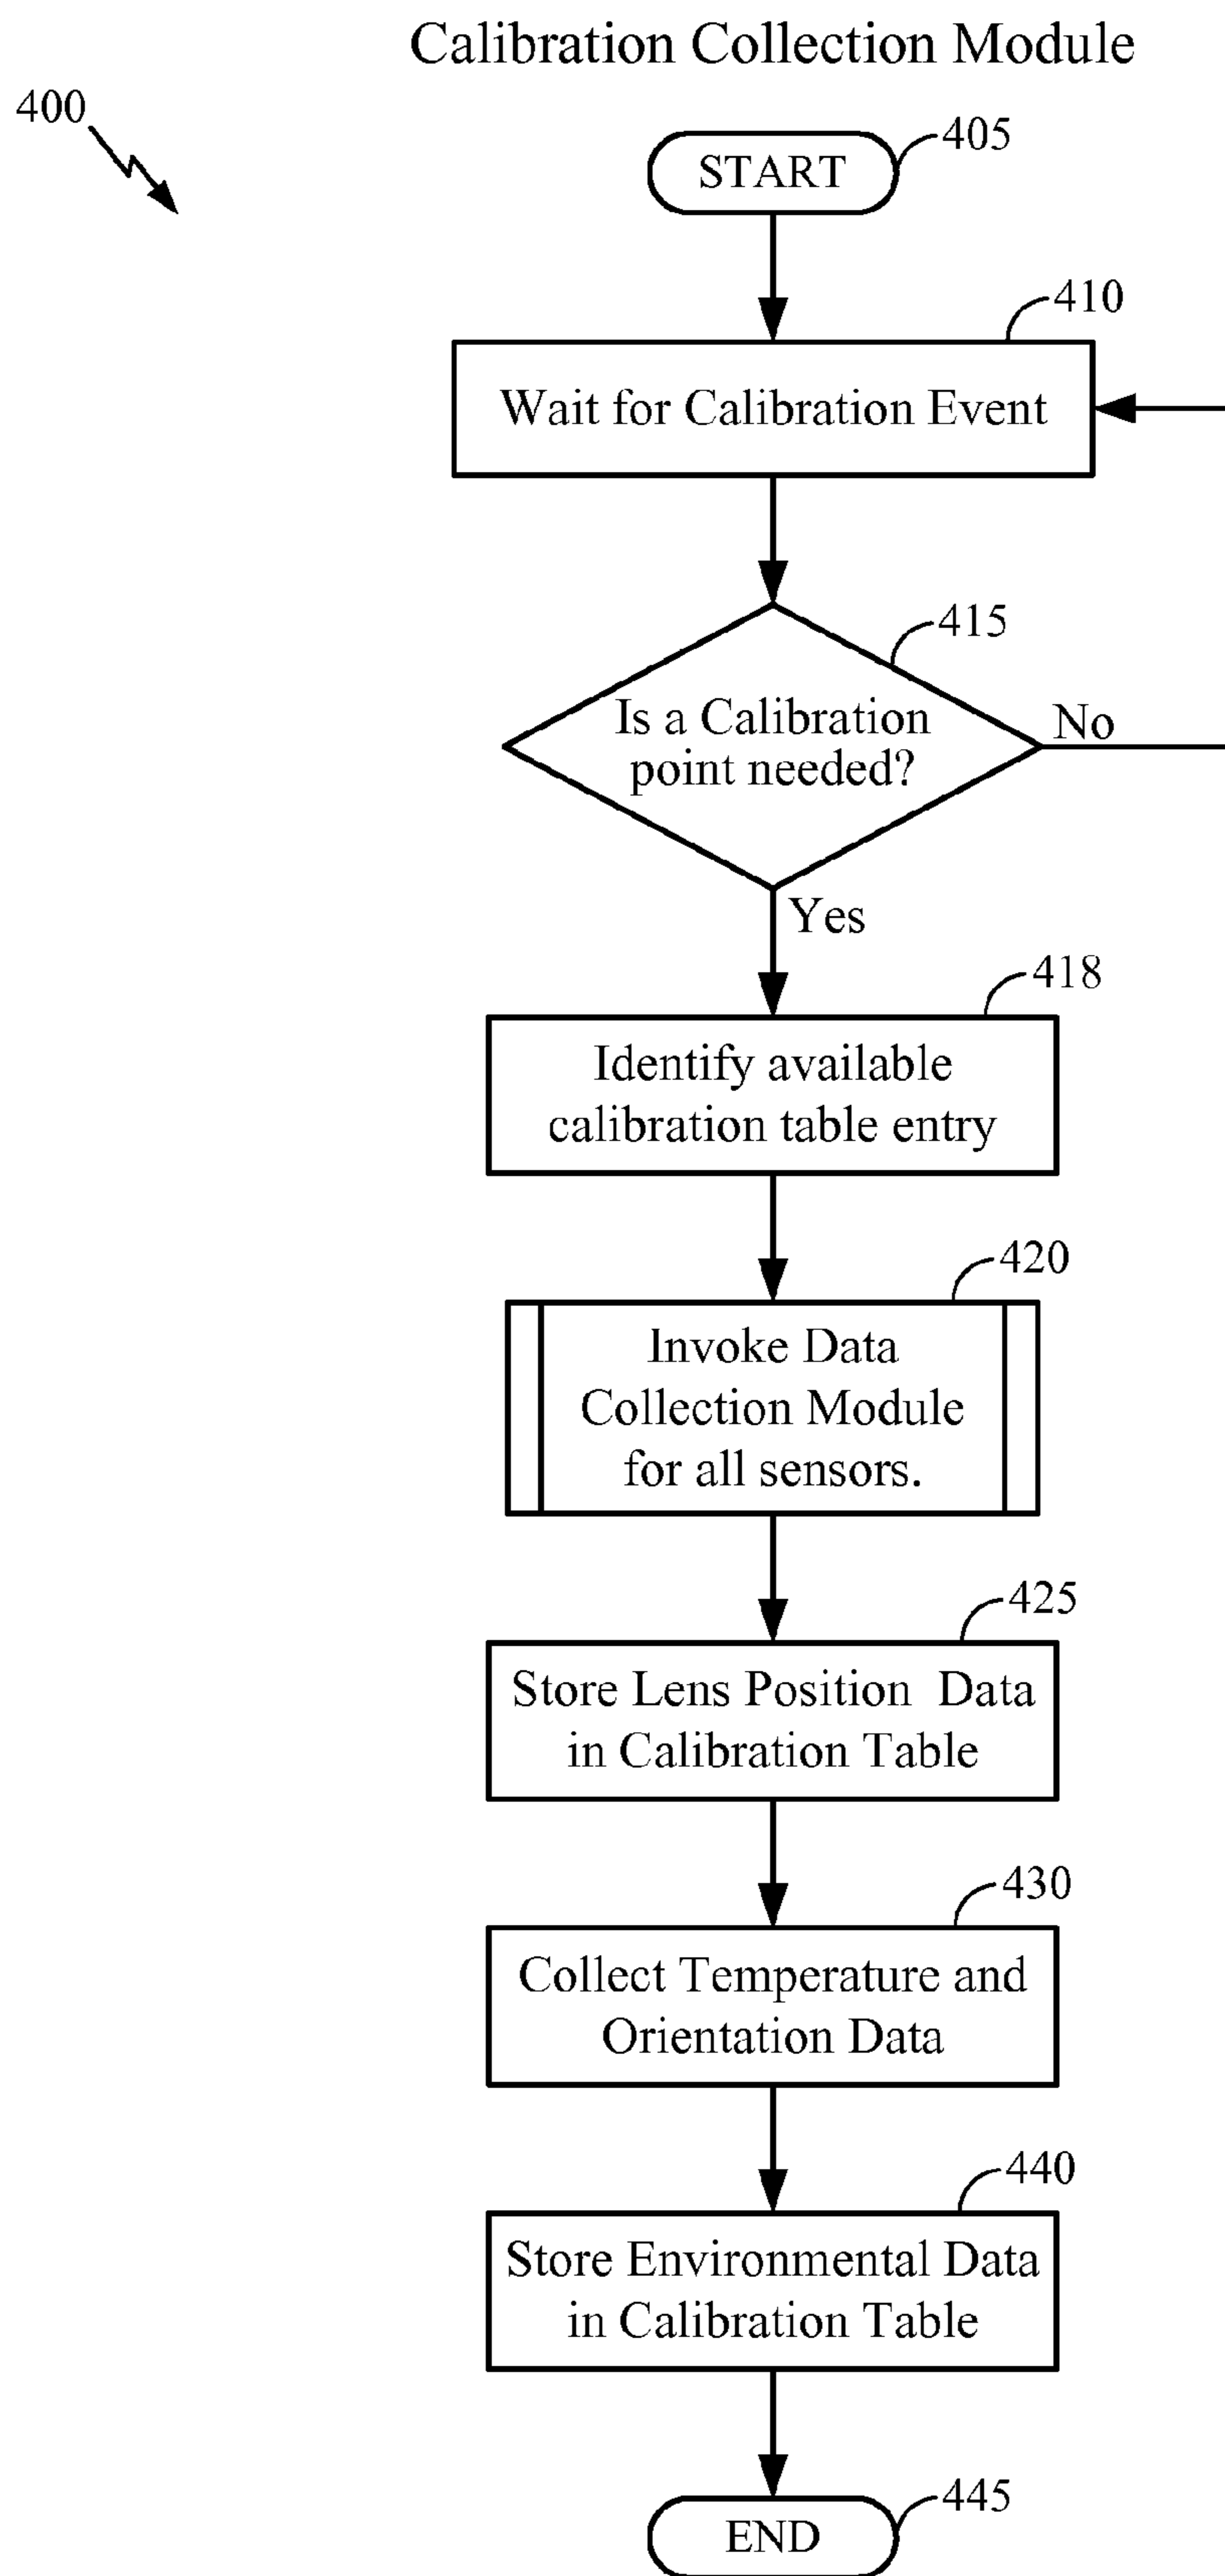 Calibration Collection Module
400
405
START
410
Wait for Calibration Event
415
Is a Calibration
point needed?
No
Yes
418
Identify available
calibration table entry
420
Invoke Data
Collection Module
for all sensors.
425
Store Lens Position Data
in Calibration Table
430
Collect Temperature and
Orientation Data
440
Store Environmental Data
in Calibration Table
445
END